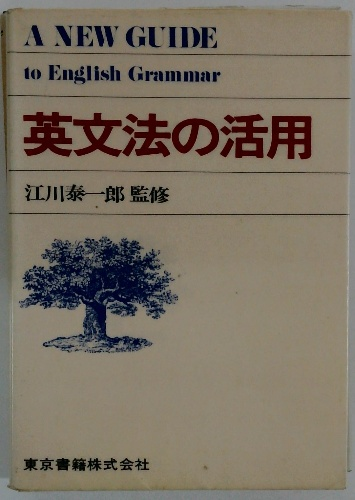 A NEW GUIDE
to English Grammar
英文法の活用
江川泰一郎 監修
東京書籍株式会社